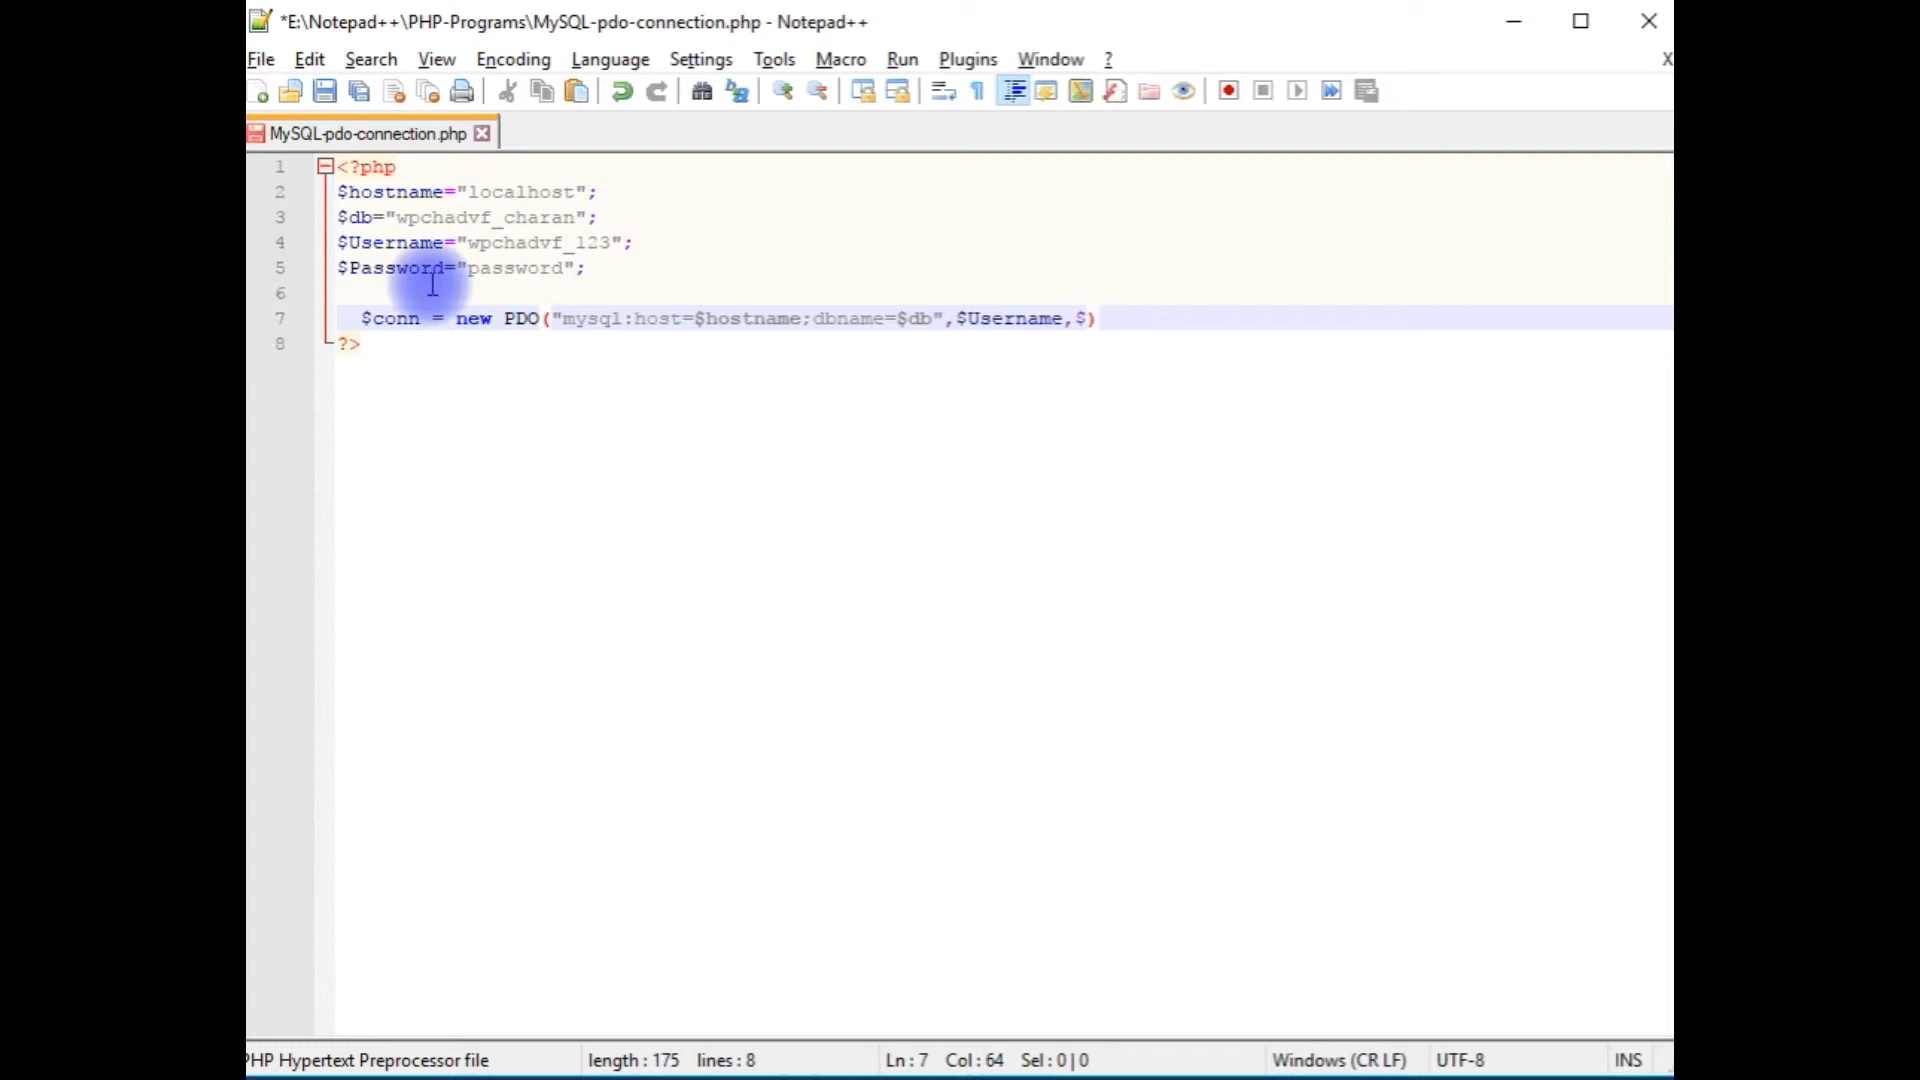 *E:\Notepad++\PHP-Programs\MySQL-pdo-connection.php - Notepad++
File Edit Search View Encoding Language Settings Tools Macro Run Plugins Window ? X
MySQL-pdo-connection.php
1 <?php
2 $hostname="localhost";
3 $db="wpchadvf_charan";
4 $Username="wpchadvf_123";
5 $Password="password";
6
7 $conn = new PDO("mysql:host=$hostname;dbname=$db",$Username,$)
8 ?>
PHP Hypertext Preprocessor file length : 175 lines : 8 Ln : 7 Col : 64 Sel : 0 | 0 Windows (CR LF) UTF-8 INS